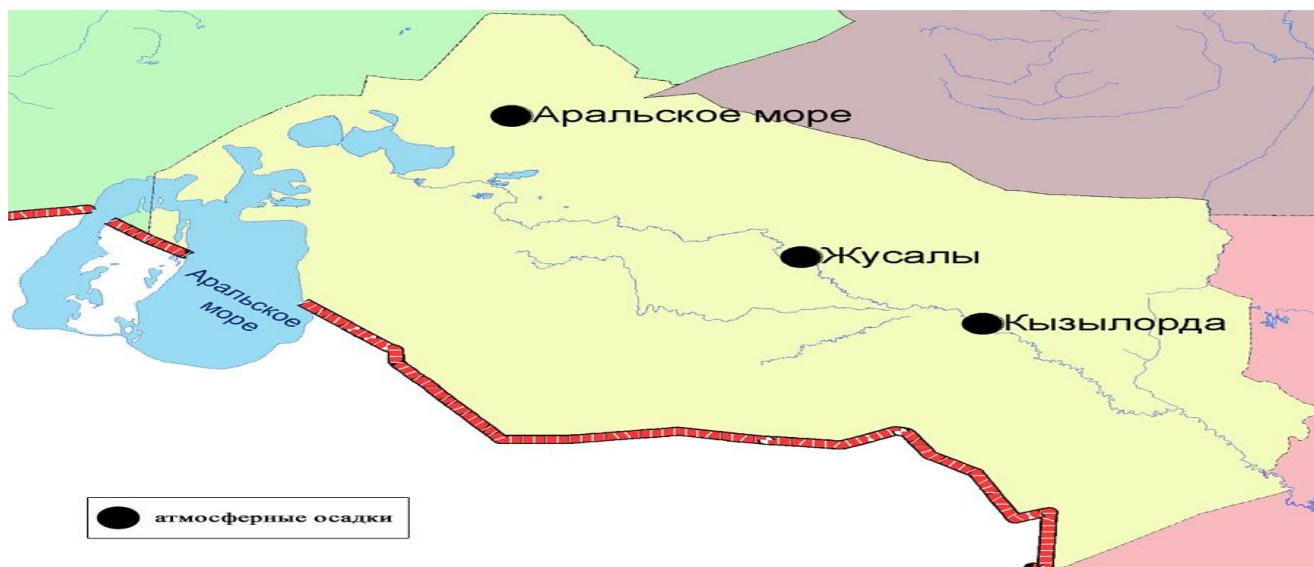 Аральское море
Жусалы
Аральское
море
Кызылорда
атмосферные осадки